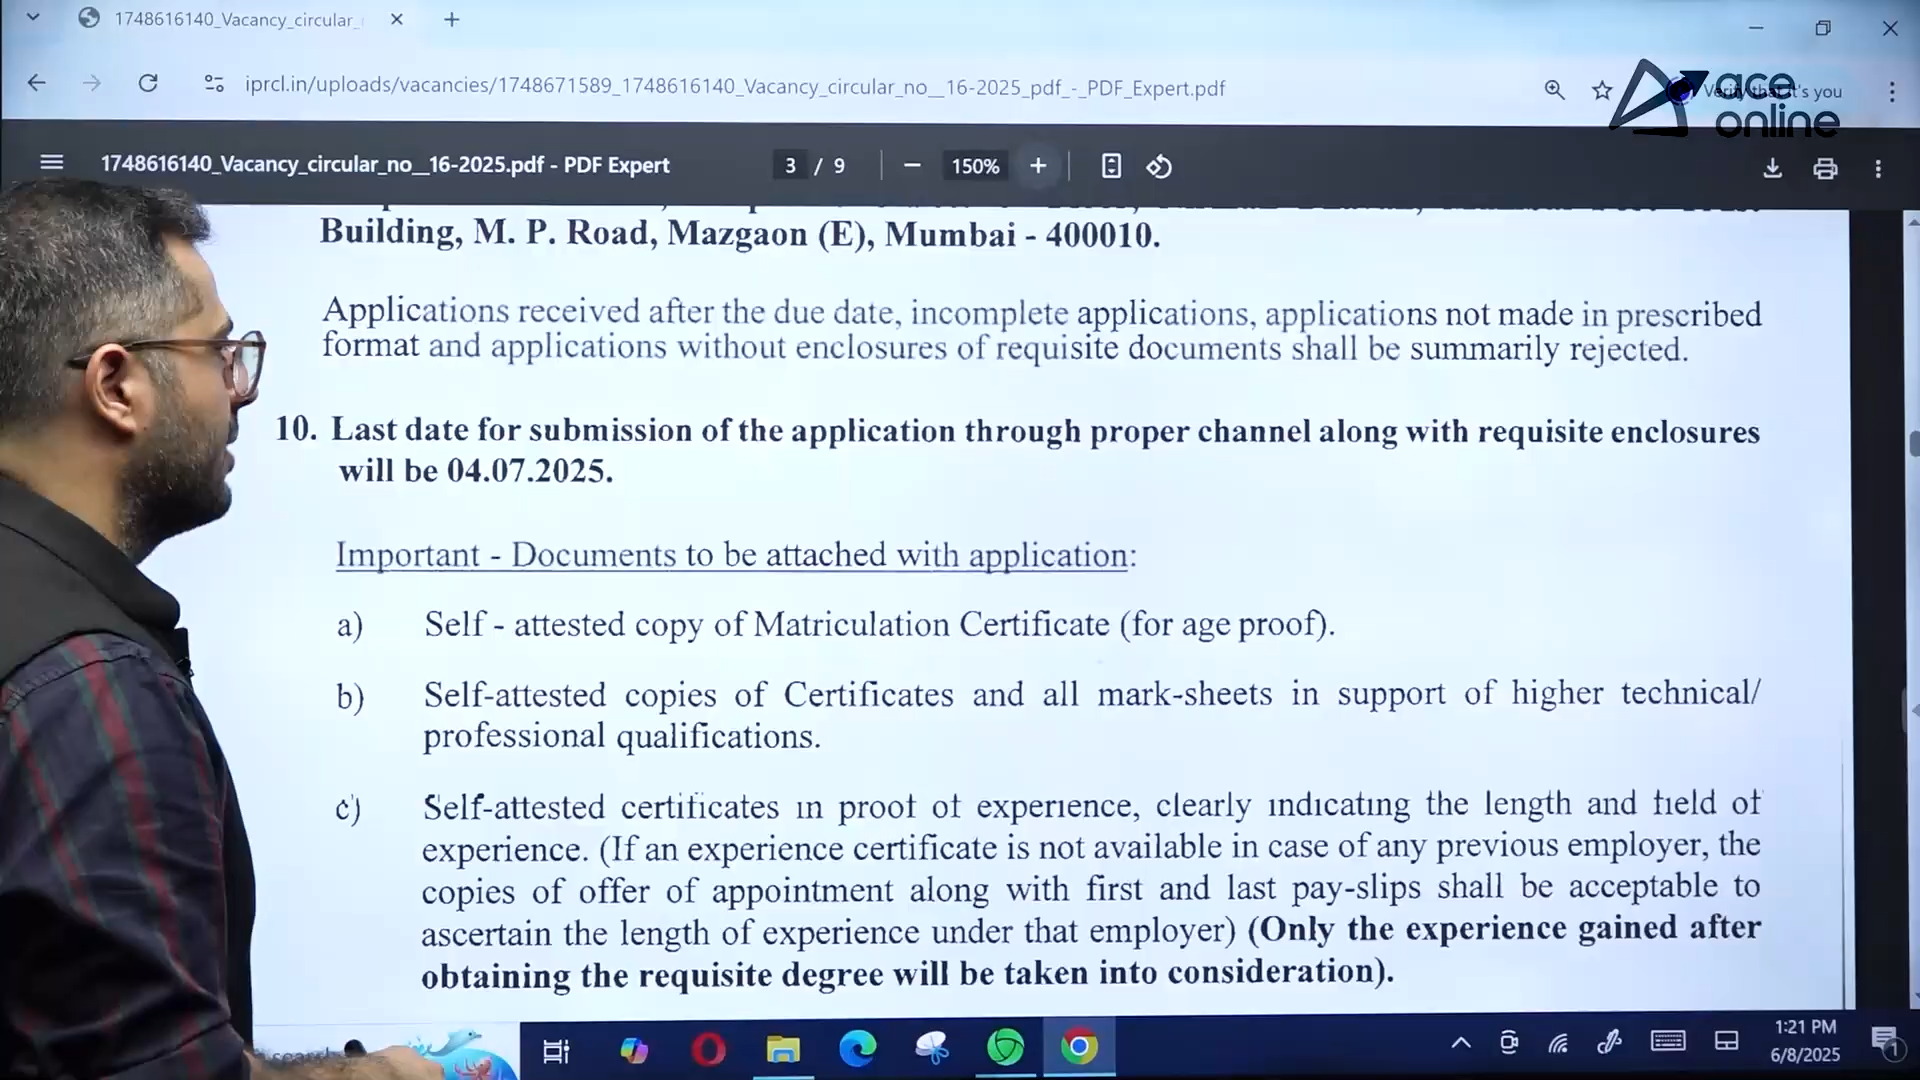 1748616140_Vacancy_circular_
iprcl.in/uploads/vacancies/1748671589_1748616140_Vacancy_circular_no__16-2025_pdf_-_PDF_Expert.pdf
Verify that it's you
ace
online
1748616140_Vacancy_circular_no__16-2025.pdf - PDF Expert
3 / 9
150%
Building, M. P. Road, Mazgaon (E), Mumbai - 400010.
Applications received after the due date, incomplete applications, applications not made in prescribed
format and applications without enclosures of requisite documents shall be summarily rejected.
10. Last date for submission of the application through proper channel along with requisite enclosures
will be 04.07.2025.
Important - Documents to be attached with application:
a) Self - attested copy of Matriculation Certificate (for age proof).
b) Self-attested copies of Certificates and all mark-sheets in support of higher technical/
professional qualifications.
c) Self-attested certificates in proof of experience, clearly indicating the length and field of
experience. (If an experience certificate is not available in case of any previous employer, the
copies of offer of appointment along with first and last pay-slips shall be acceptable to
ascertain the length of experience under that employer) (Only the experience gained after
obtaining the requisite degree will be taken into consideration).
1:21 PM
6/8/2025
1